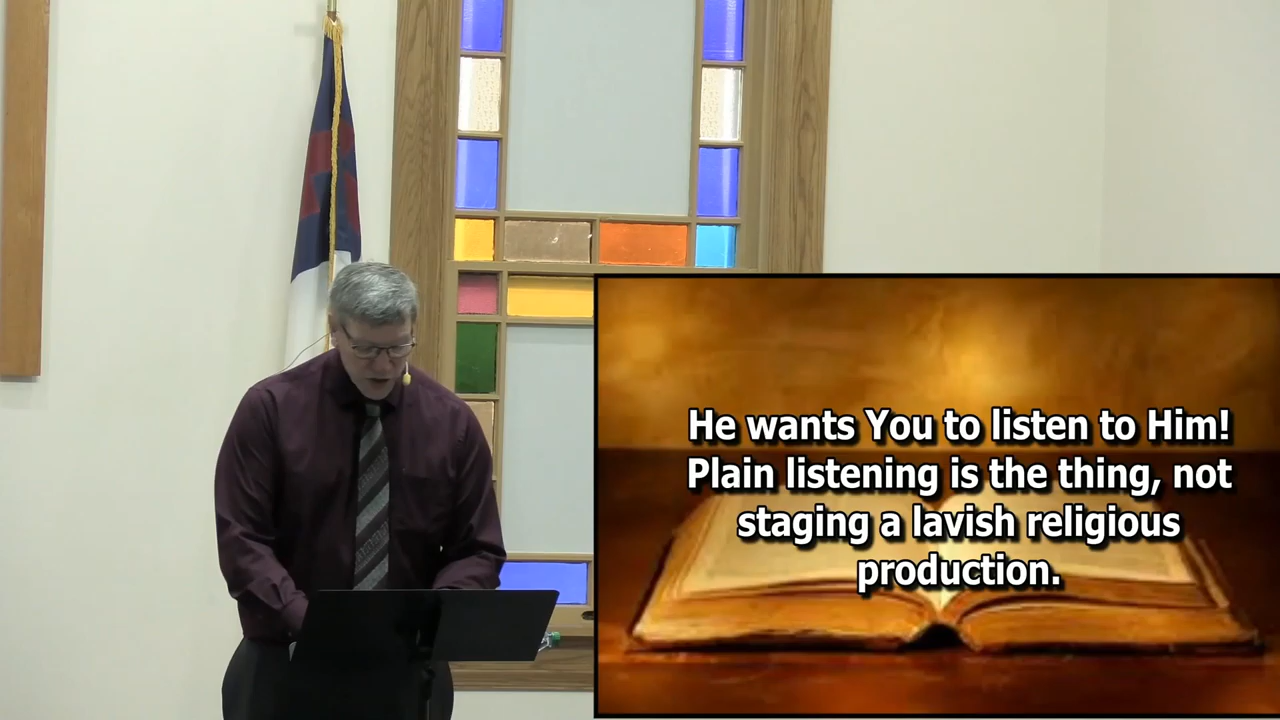 He wants You to listen to Him!
Plain listening is the thing, not
staging a lavish religious
production.